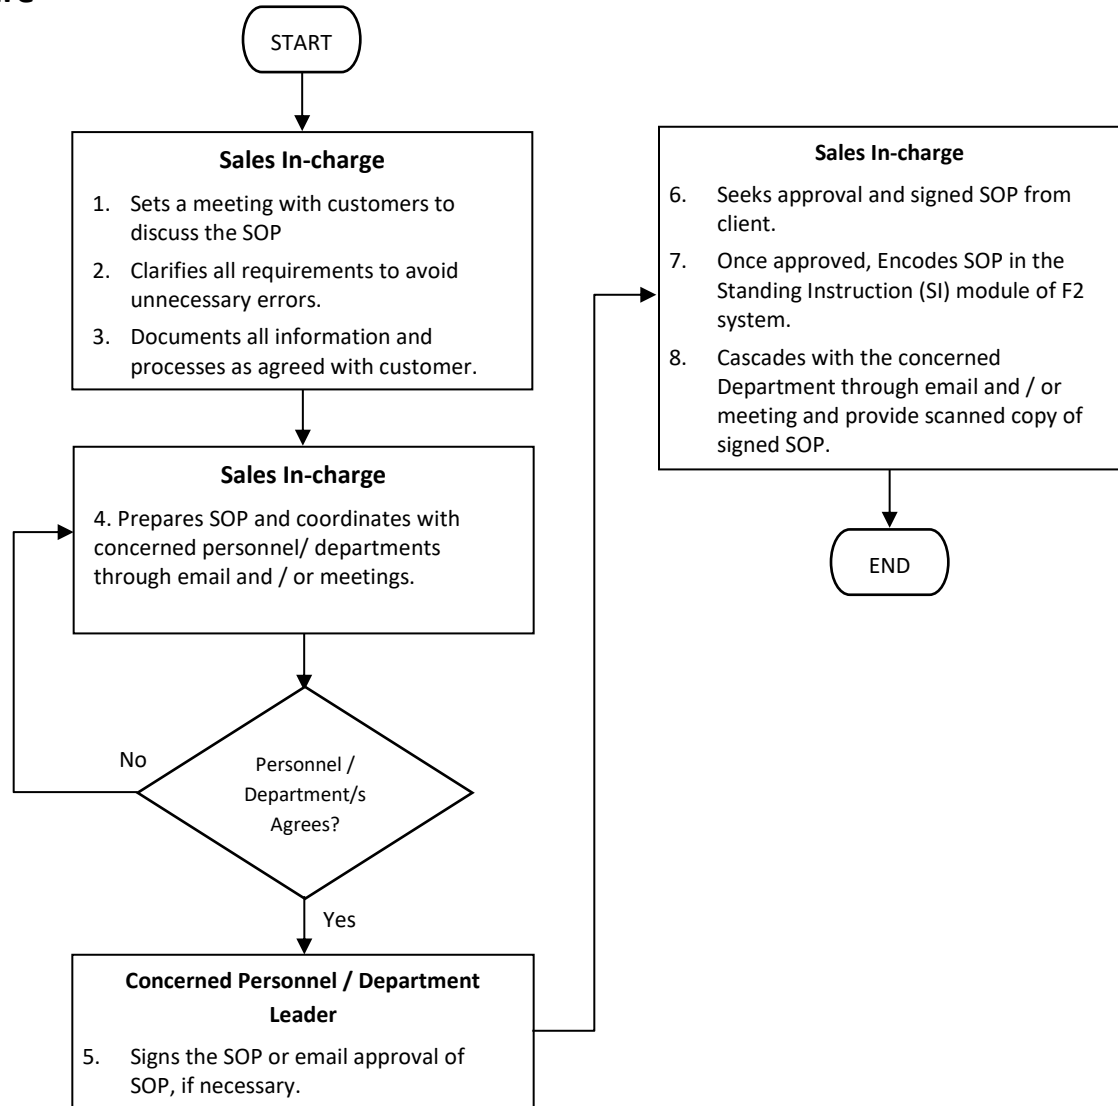 START
Sales In-charge
1. Sets a meeting with customers to
discuss the SOP
2. Clarifies all requirements to avoid
unnecessary errors.
3. Documents all information and
processes as agreed with customer.
Sales In-charge
4. Prepares SOP and coordinates with
concerned personnel/ departments
through email and / or meetings.
No
Personnel /
Department/s
Agrees?
Yes
Concerned Personnel / Department
Leader
5. Signs the SOP or email approval of
SOP, if necessary.
Sales In-charge
6. Seeks approval and signed SOP from
client.
7. Once approved, Encodes SOP in the
Standing Instruction (SI) module of F2
system.
8. Cascades with the concerned
Department through email and / or
meeting and provide scanned copy of
signed SOP.
END